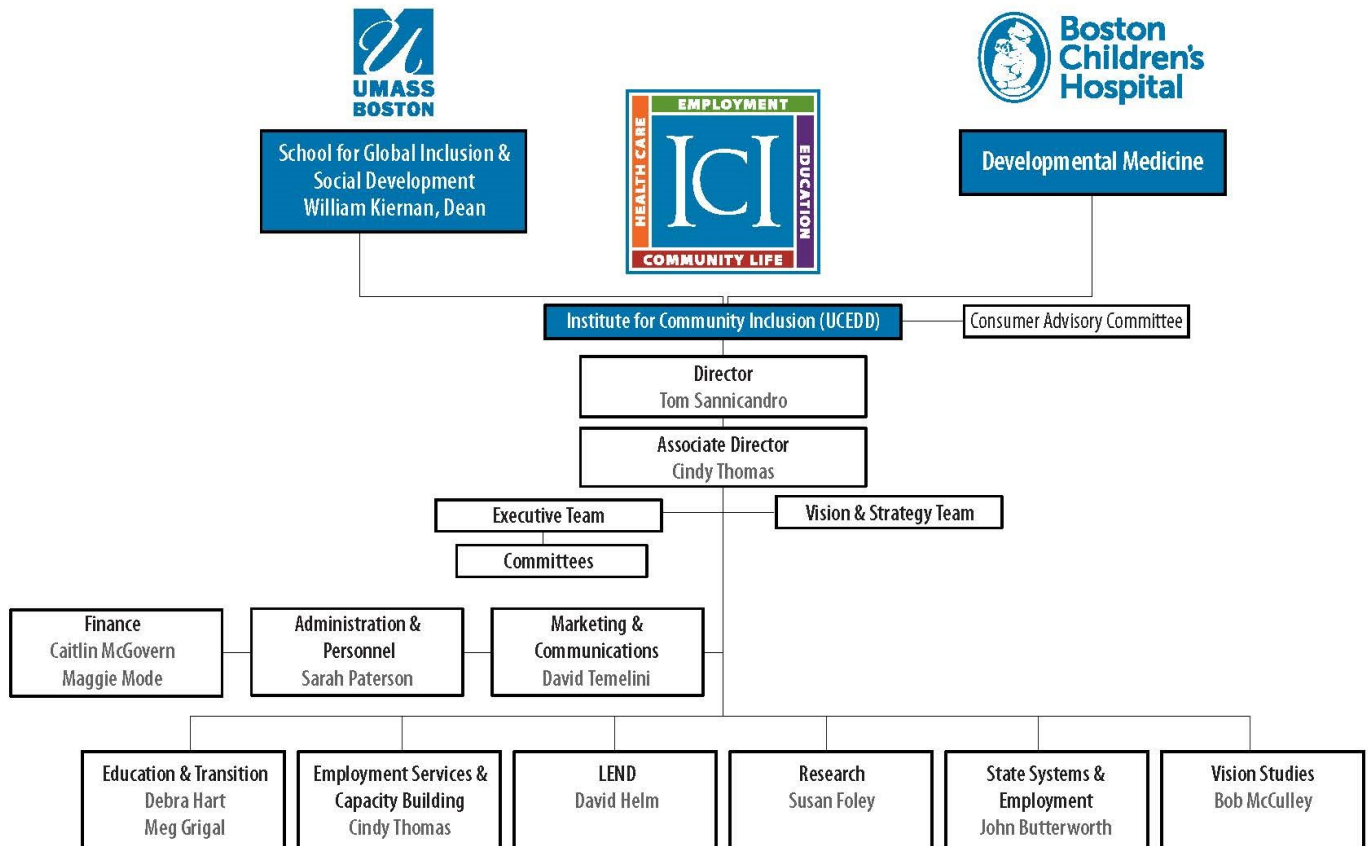 UMASS
BOSTON
Boston
Children's
Hospital
EMPLOYMENT
HEALTH CARE
ICI
EDUCATION
COMMUNITY LIFE
School for Global Inclusion &
Social Development
William Kiernan, Dean
Developmental Medicine
Institute for Community Inclusion (UCEDD)
Consumer Advisory Committee
Director
Tom Sannicandro
Associate Director
Cindy Thomas
Executive Team
Vision & Strategy Team
Committees
Finance
Caitlin McGovern
Maggie Mode
Administration &
Personnel
Sarah Paterson
Marketing &
Communications
David Temelini
Education & Transition
Debra Hart
Meg Grigal
Employment Services &
Capacity Building
Cindy Thomas
LEND
David Helm
Research
Susan Foley
State Systems &
Employment
John Butterworth
Vision Studies
Bob McCulley